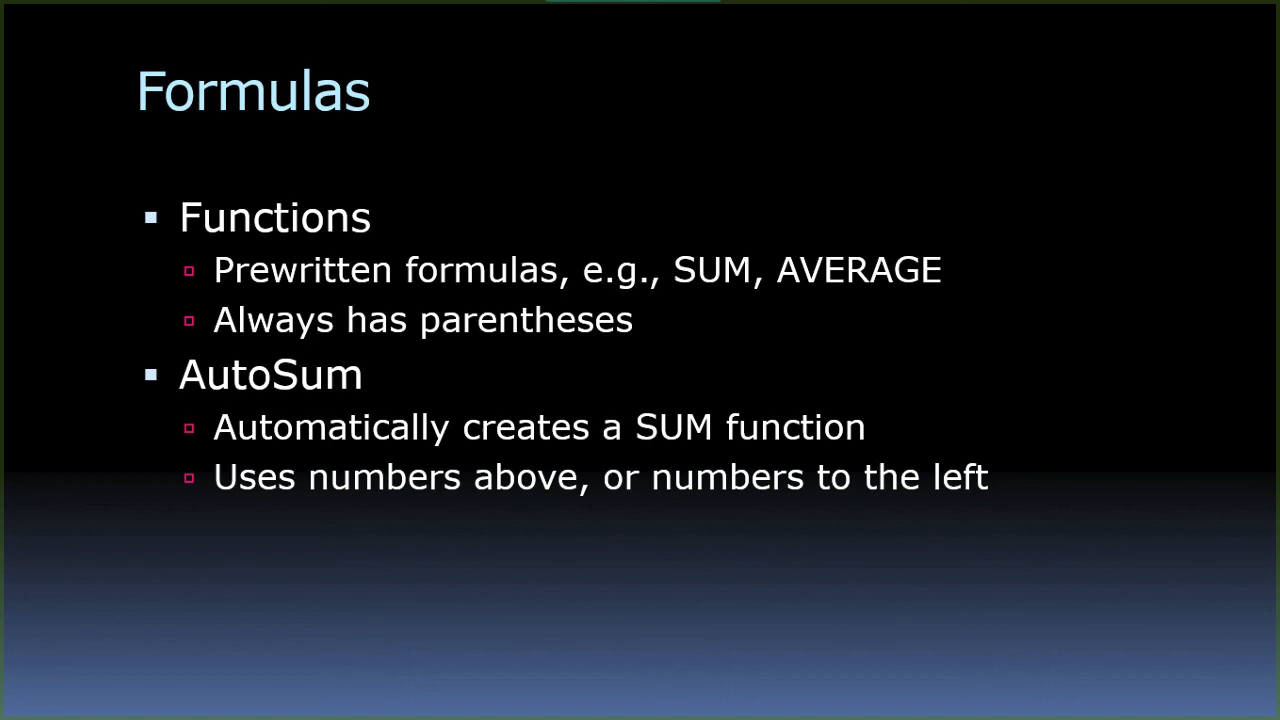 Formulas
Functions
Prewritten formulas, e.g., SUM, AVERAGE
Always has parentheses
AutoSum
Automatically creates a SUM function
Uses numbers above, or numbers to the left